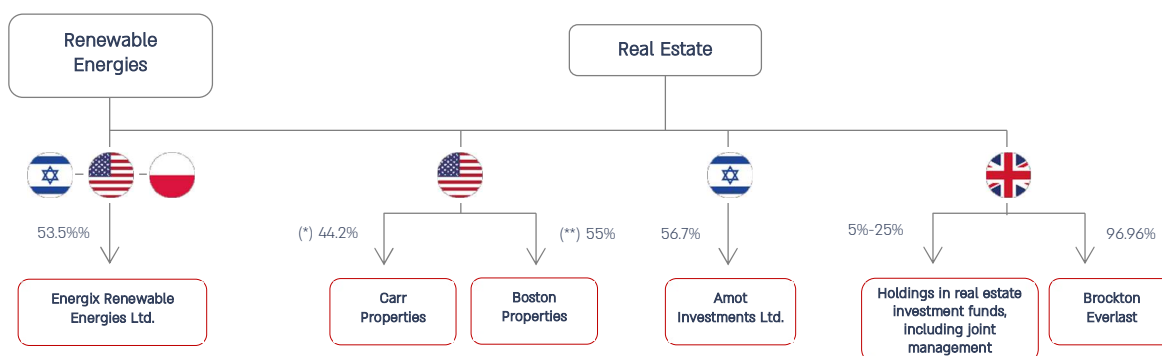 Renewable
Energies
Real Estate
53.5%%
(*) 44.2%
(**) 55%
56.7%
5%-25%
96.96%
Energix Renewable
Energies Ltd.
Carr
Properties
Boston
Properties
Amot
Investments Ltd.
Holdings in real estate
investment funds,
including joint
management
Brockton
Everlast